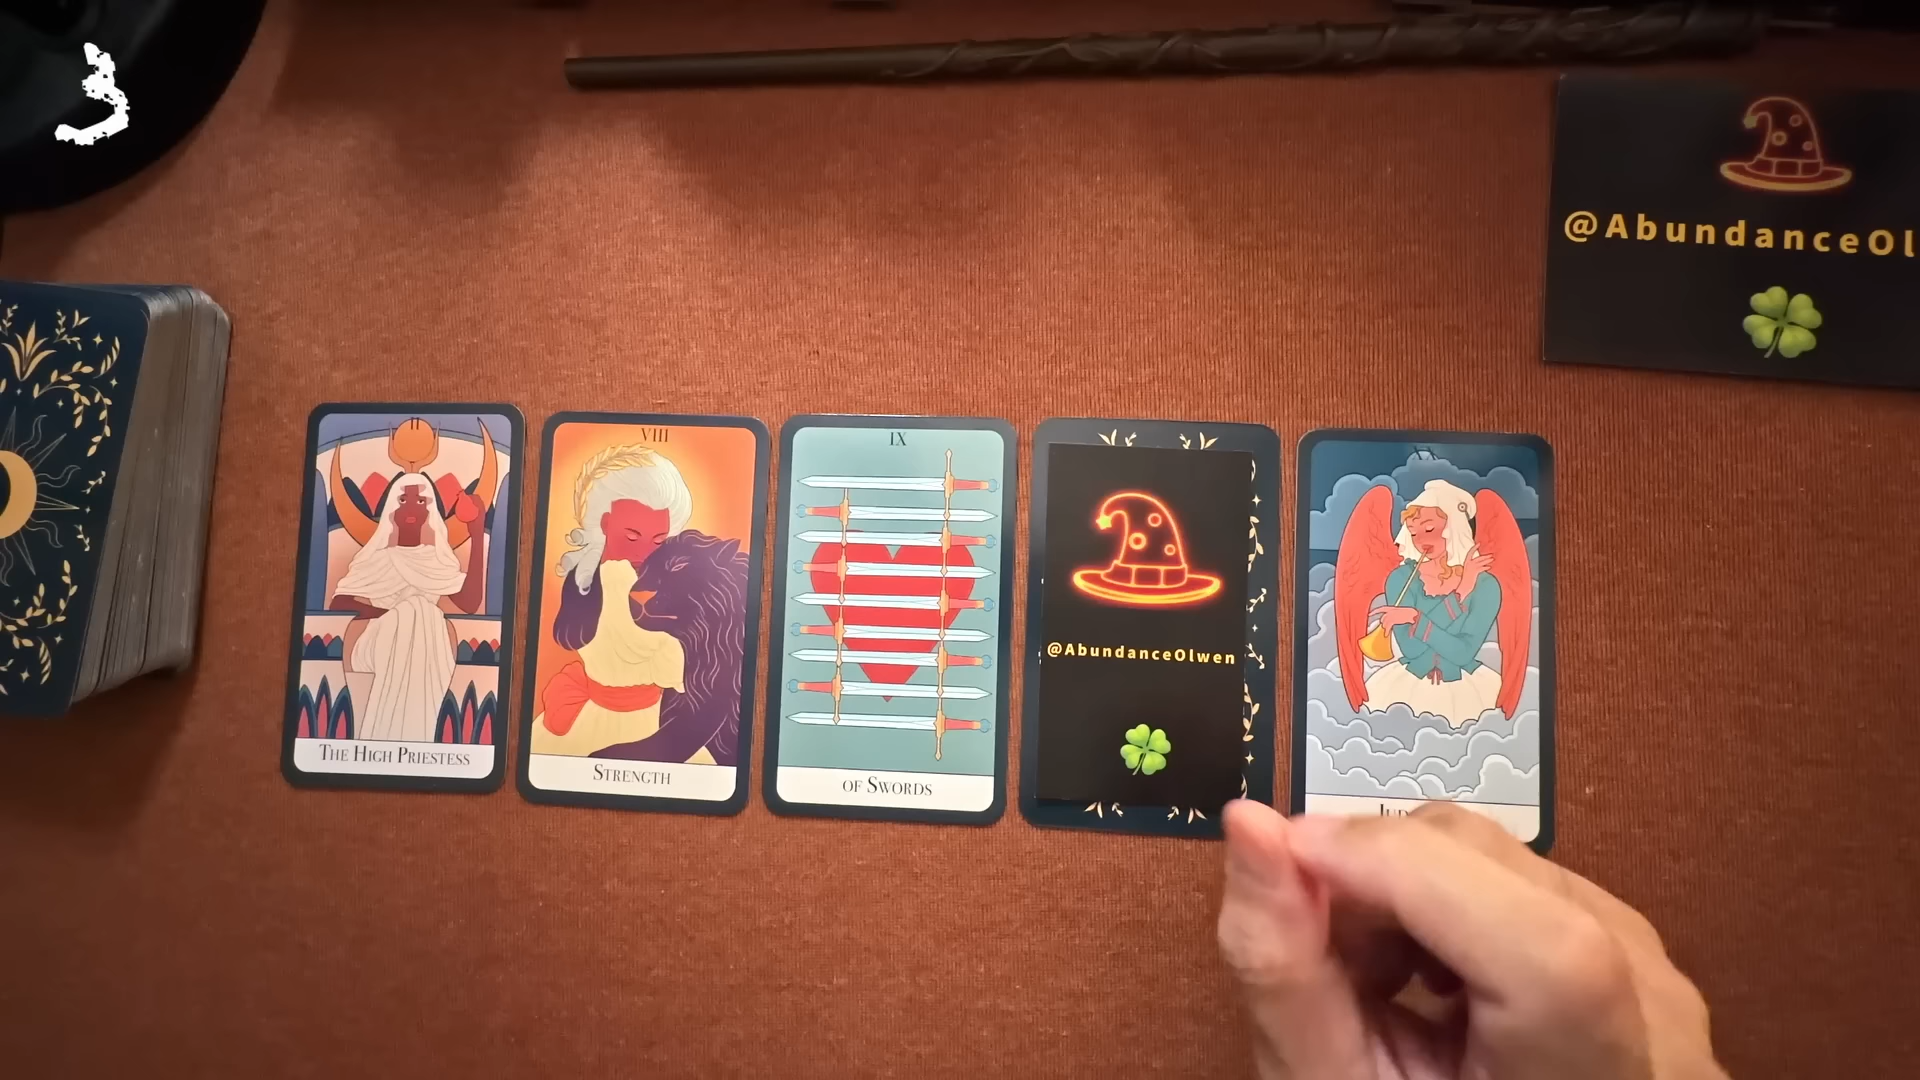 3
@AbundanceOl
II
THE HIGH PRIESTESS
VIII
STRENGTH
IX
OF SWORDS
@AbundanceOlwen